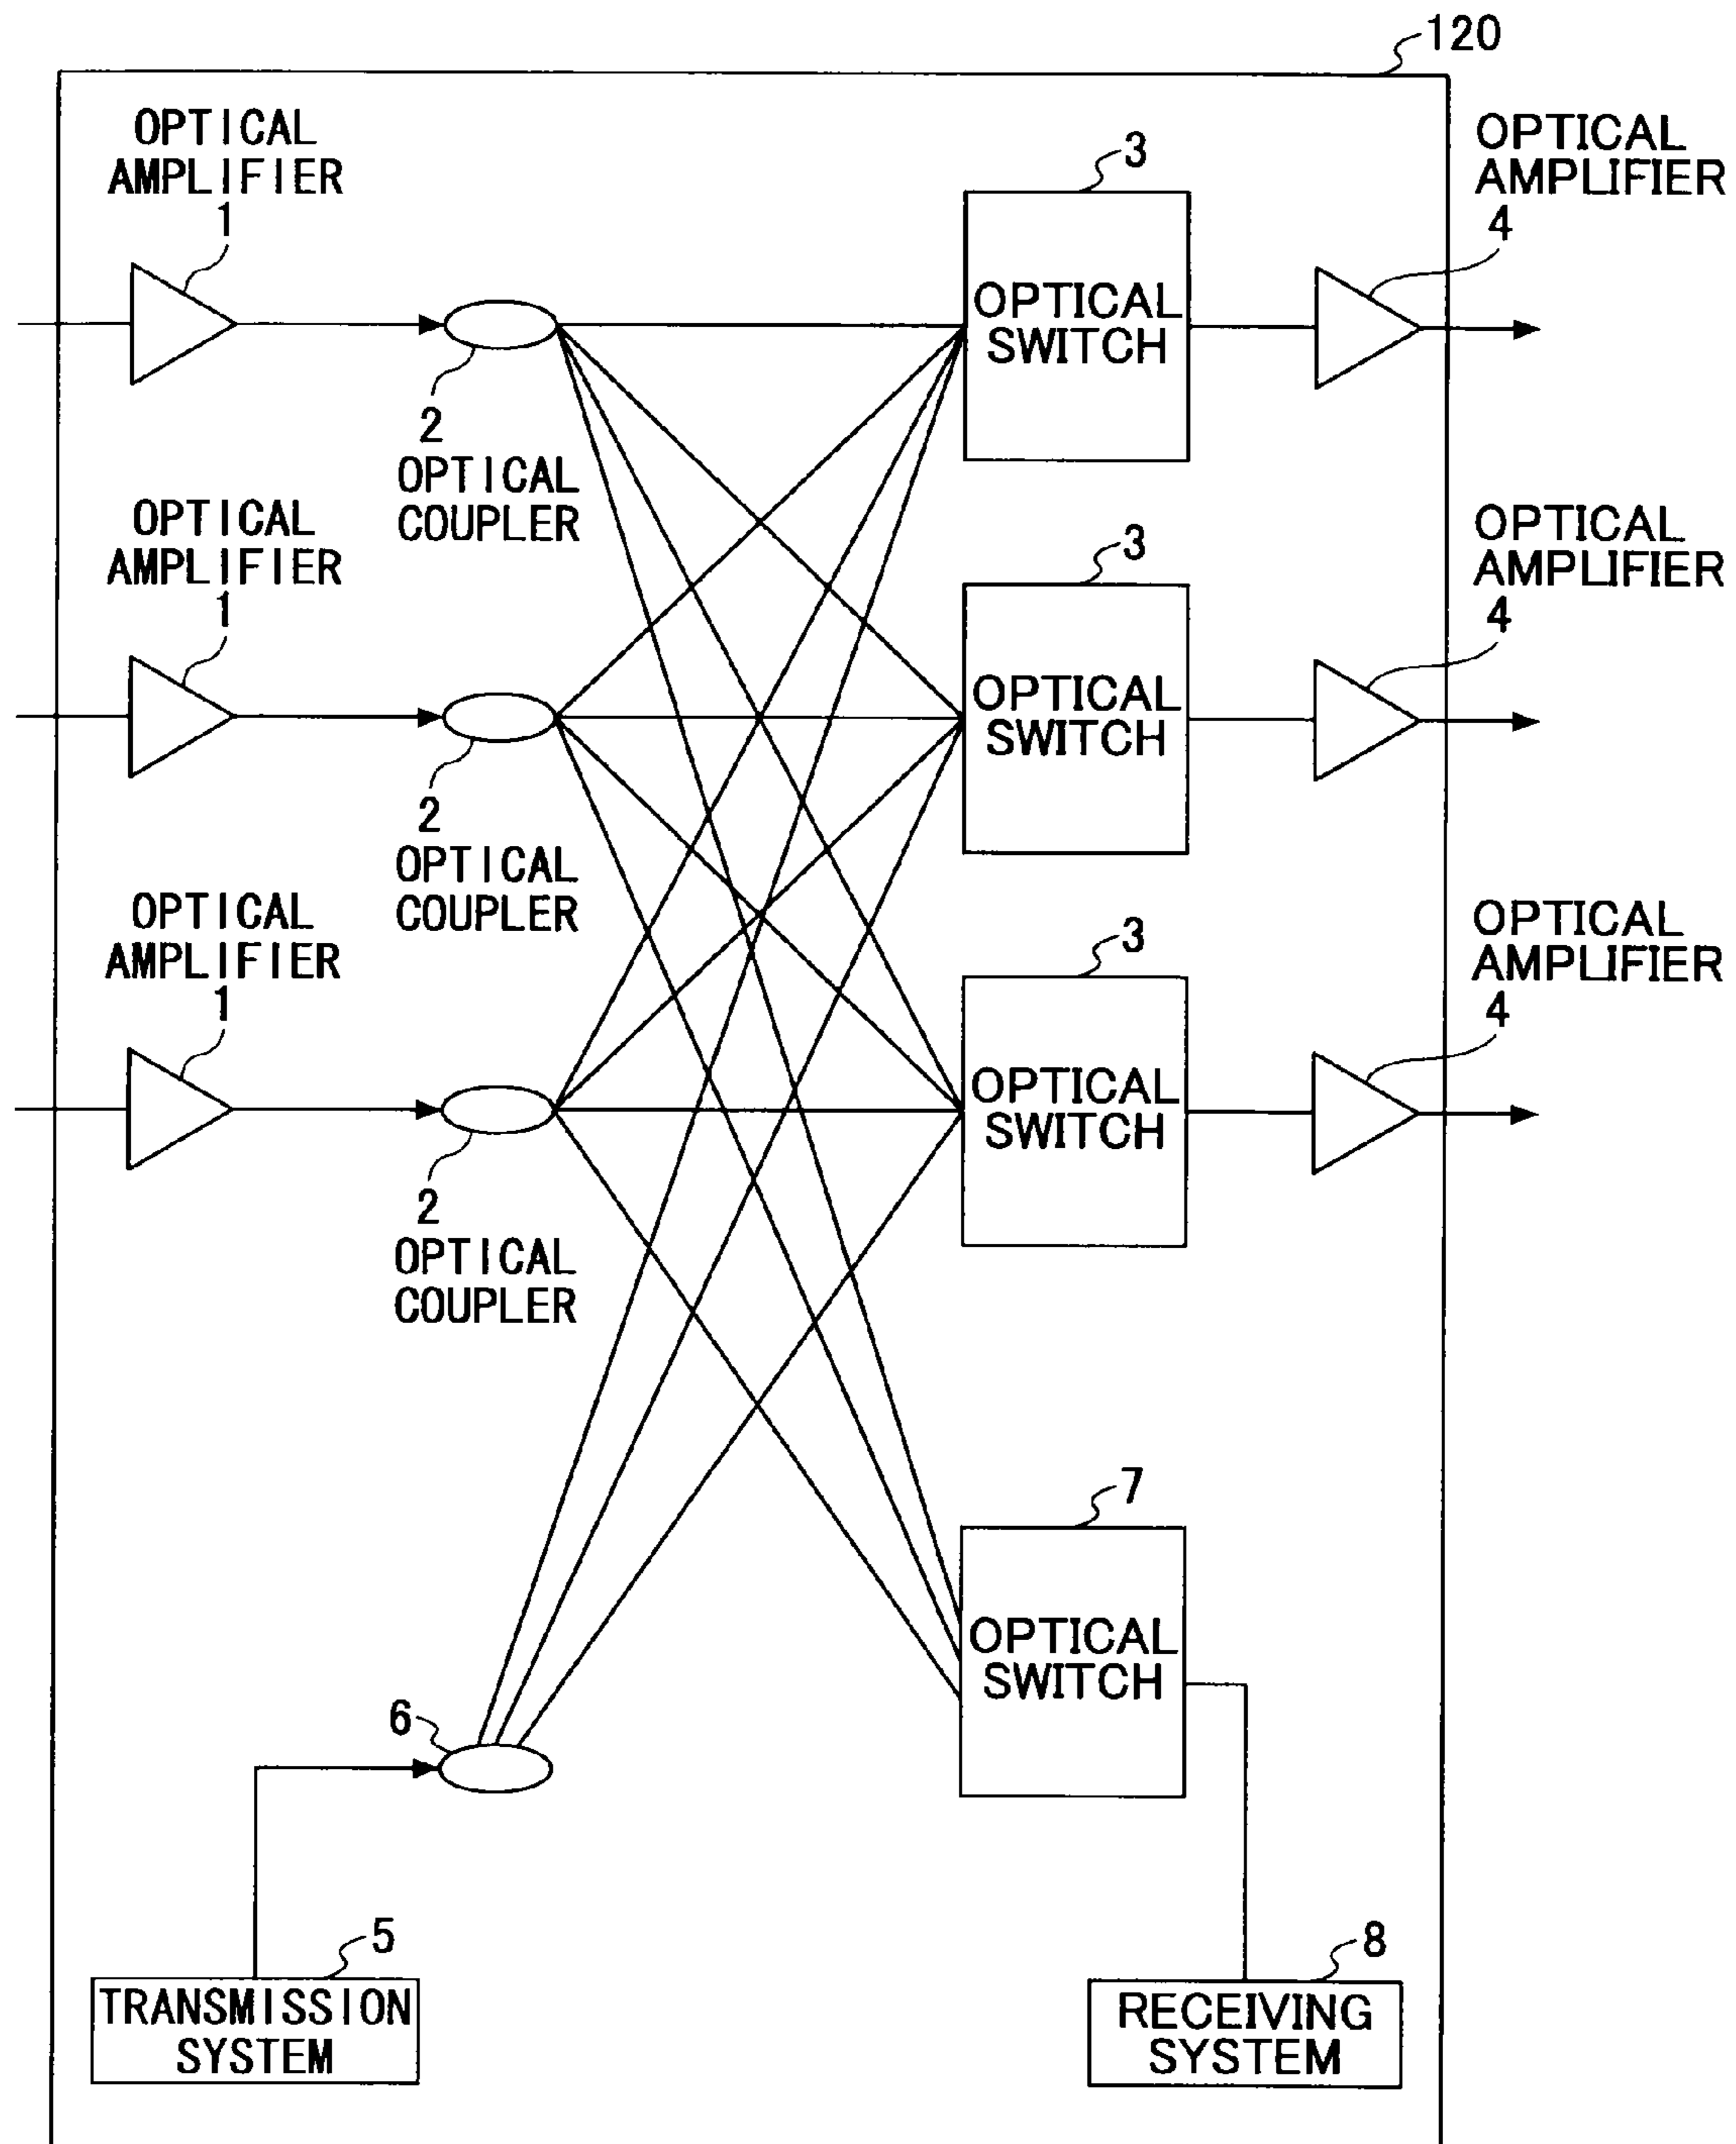 120
OPTICAL
AMPLIFIER
1
3
OPTICAL
AMPLIFIER
4
OPTICAL
SWITCH
2
OPTICAL
COUPLER
OPTICAL
AMPLIFIER
1
3
OPTICAL
AMPLIFIER
4
OPTICAL
SWITCH
2
OPTICAL
COUPLER
OPTICAL
AMPLIFIER
1
3
OPTICAL
AMPLIFIER
4
OPTICAL
SWITCH
2
OPTICAL
COUPLER
7
OPTICAL
SWITCH
6
5
TRANSMISSION
SYSTEM
8
RECEIVING
SYSTEM